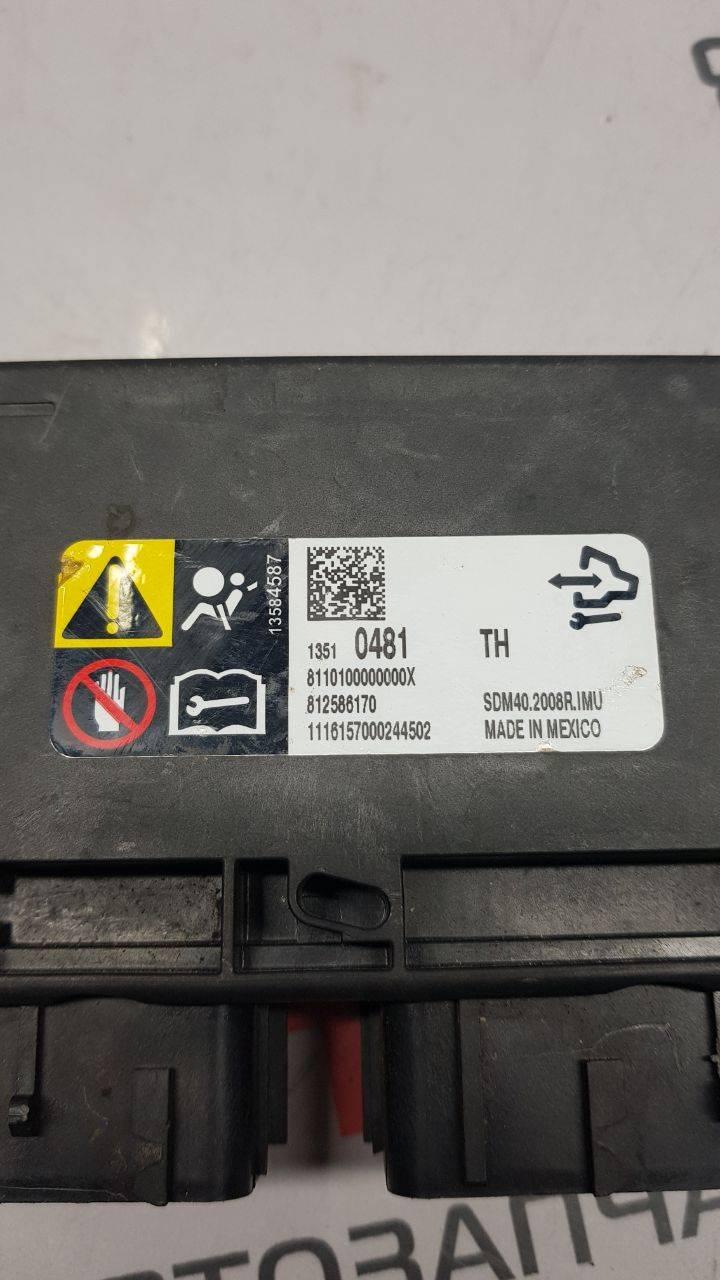 13584587
1351 0481 TH
8110100000000X
812586170 SDM40.2008R.IMU
1116157000244502 MADE IN MEXICO